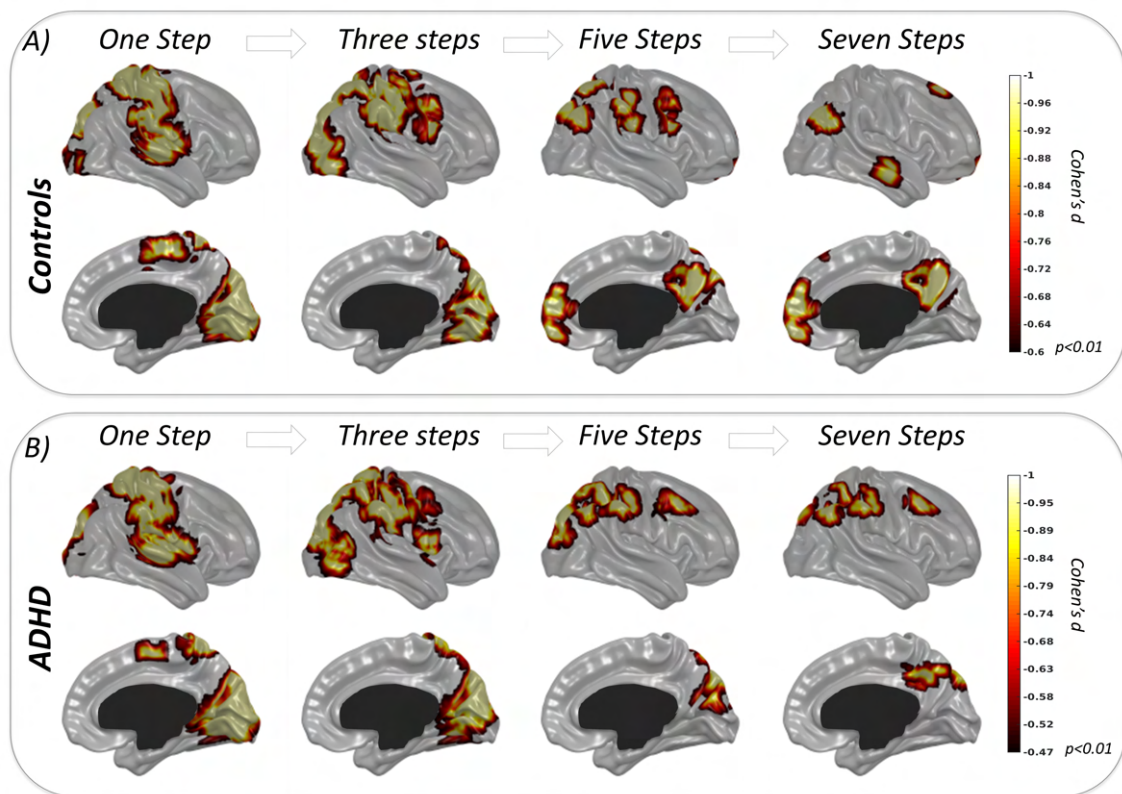 A)
One Step
Three steps
Five Steps
Seven Steps
Controls
-1
-0.96
-0.92
-0.88
-0.84
-0.8
-0.76
-0.72
-0.68
-0.64
-0.6
Cohen's d
p<0.01
B)
One Step
Three steps
Five Steps
Seven Steps
ADHD
-1
-0.95
-0.89
-0.84
-0.79
-0.74
-0.68
-0.63
-0.58
-0.52
-0.47
Cohen's d
p<0.01